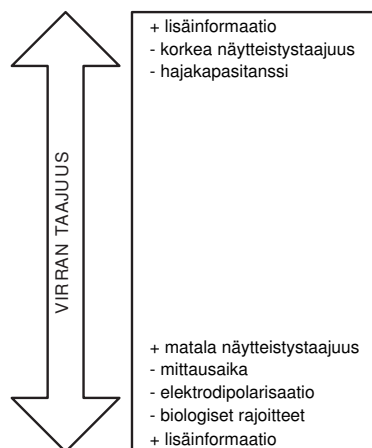 + lisäinformaatio
- korkea näytteistystaajuus
- hajakapasitanssi
VIRRAN TAAJUUS
+ matala näytteistystaajuus
- mittausaika
- elektrodipolarisaatio
- biologiset rajoitteet
+ lisäinformaatio